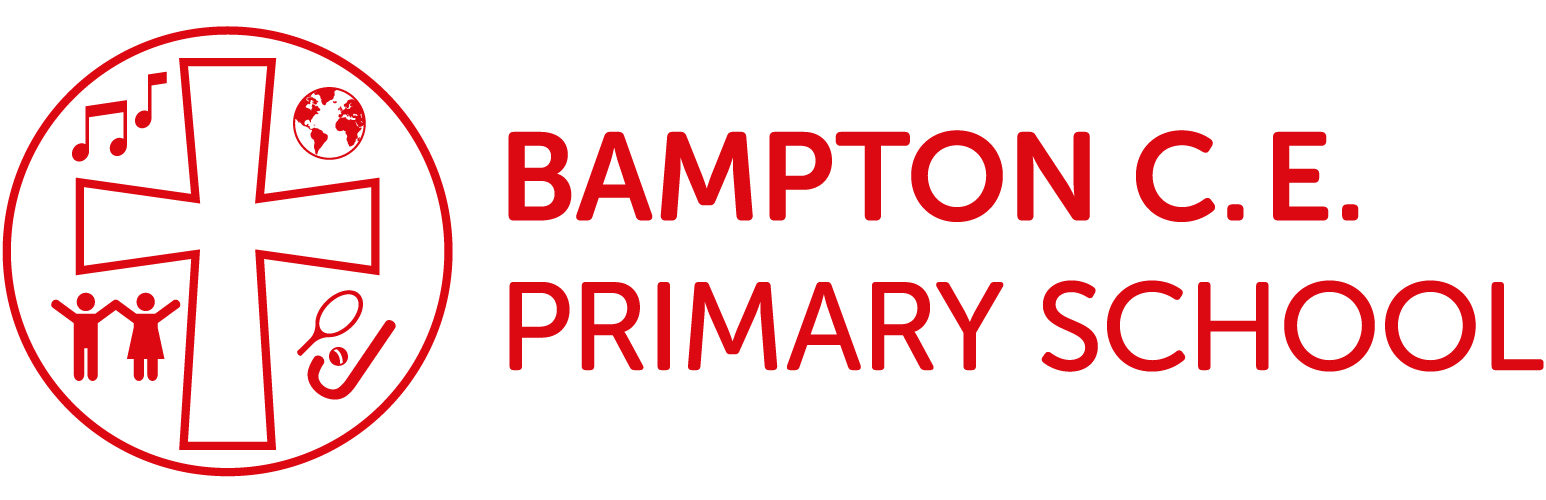 BAMPTON C.E.
PRIMARY SCHOOL